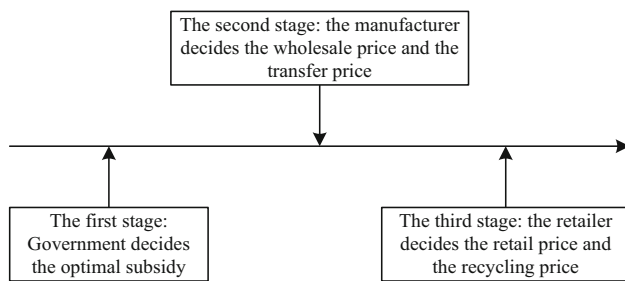 The second stage: the manufacturer
decides the wholesale price and the
transfer price
The first stage:
Government decides
the optimal subsidy
The third stage: the retailer
decides the retail price and
the recycling price